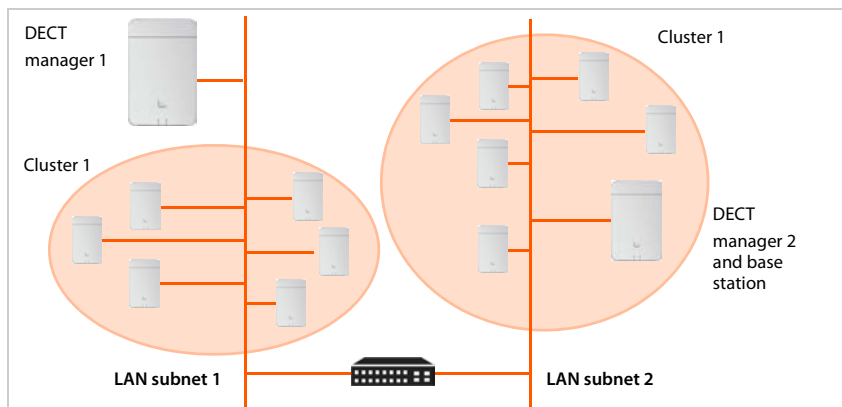 DECT
manager 1
Cluster 1
Cluster 1
DECT
manager 2
and base
station
LAN subnet 1
LAN subnet 2